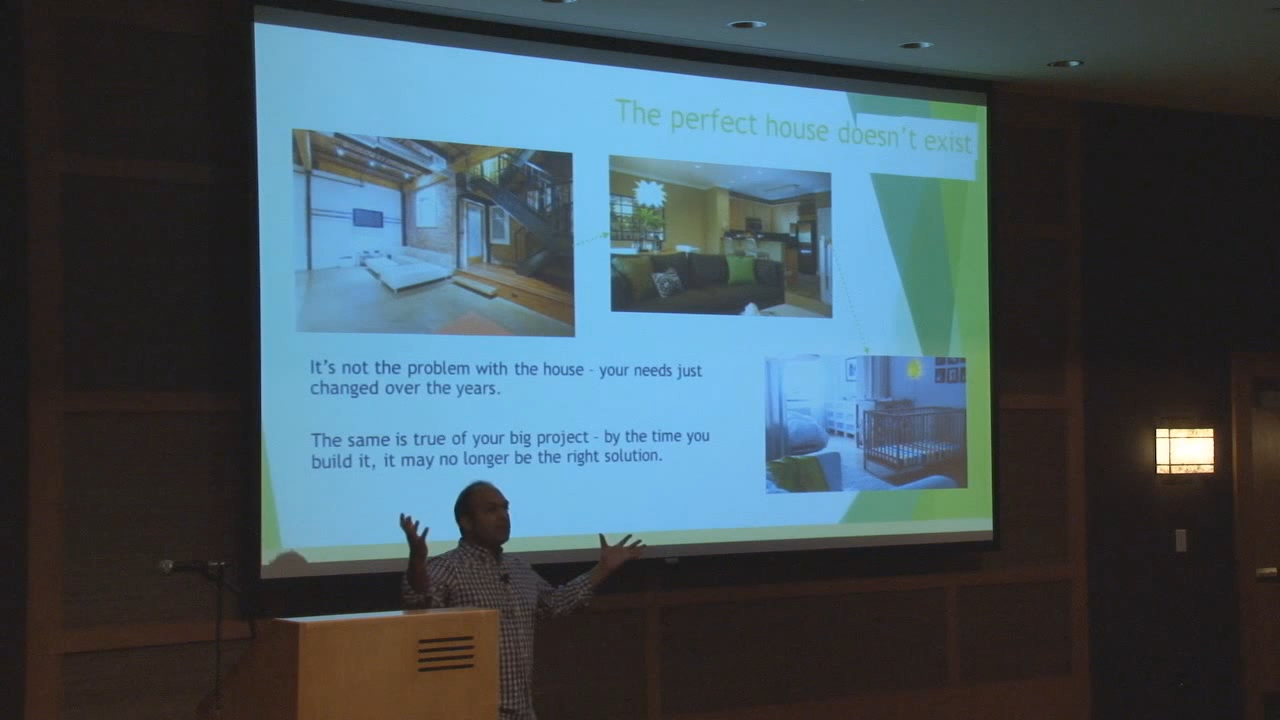 The perfect house doesn't exist
It's not the problem with the house - your needs just
changed over the years.
The same is true of your big project - by the time you
build it, it may no longer be the right solution.